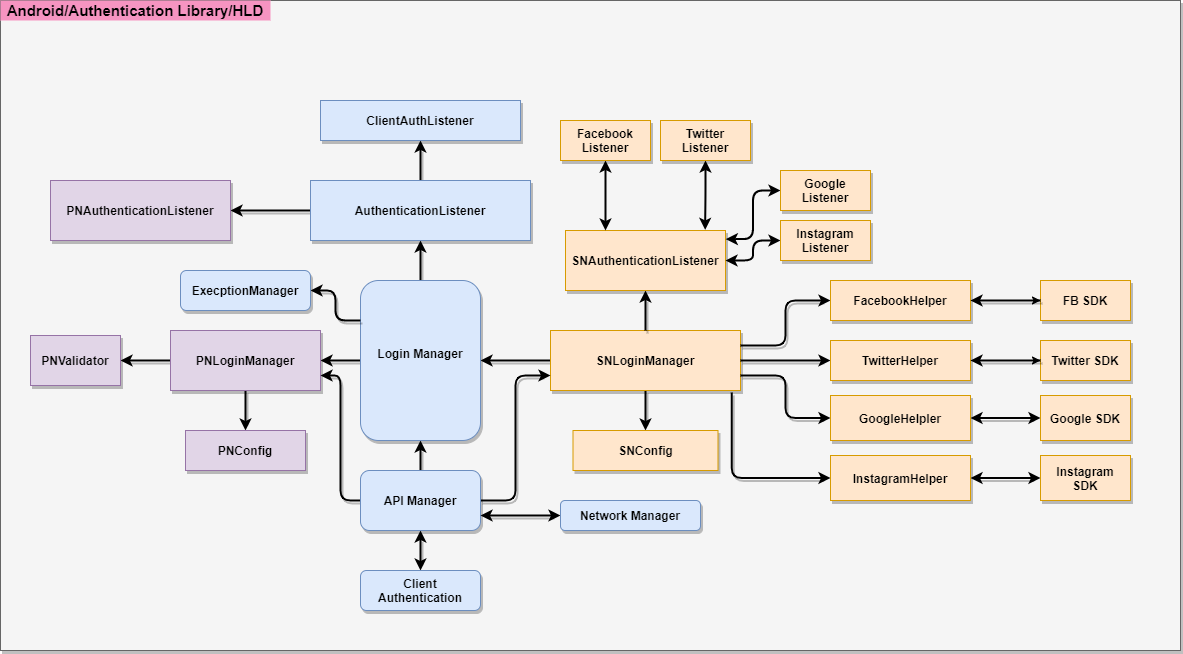 Android/Authentication Library/HLD
ClientAuthListener
Facebook
Listener
Twitter
Listener
PNAuthenticationListener
AuthenticationListener
Google
Listener
Instagram
Listener
SNAuthenticationListener
ExecptionManager
FacebookHelper
FB SDK
PNValidator
PNLoginManager
Login Manager
SNLoginManager
TwitterHelper
Twitter SDK
GoogleHelpler
Google SDK
PNConfig
SNConfig
InstagramHelper
Instagram
SDK
API Manager
Network Manager
Client
Authentication